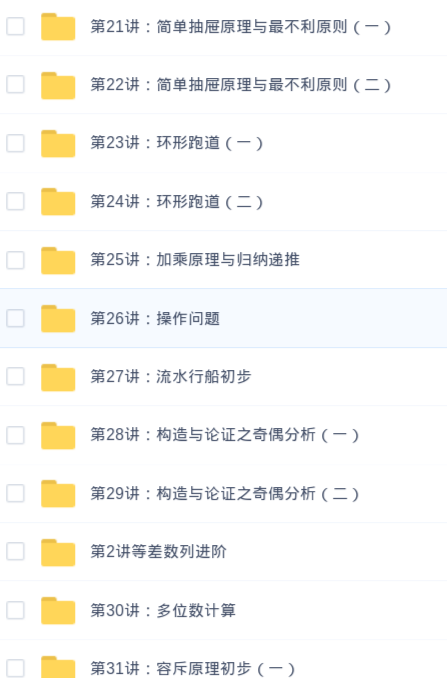 第21讲：简单抽屉原理与最不利原则（一）
第22讲：简单抽屉原理与最不利原则（二）
第23讲：环形跑道（一）
第24讲：环形跑道（二）
第25讲：加乘原理与归纳递推
第26讲：操作问题
第27讲：流水行船初步
第28讲：构造与论证之奇偶分析（一）
第29讲：构造与论证之奇偶分析（二）
第2讲等差数列进阶
第30讲：多位数计算
第31讲：容斥原理初步（一）